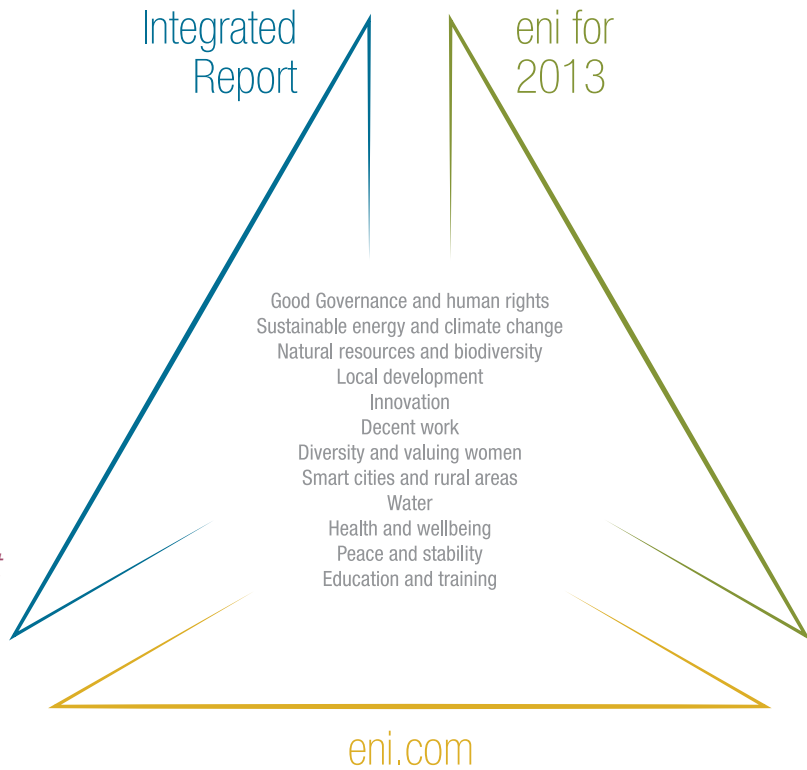 Integrated
Report
eni for
2013
Good Governance and human rights
Sustainable energy and climate change
Natural resources and biodiversity
Local development
Innovation
Decent work
Diversity and valuing women
Smart cities and rural areas
Water
Health and wellbeing
Peace and stability
Education and training
eni.com